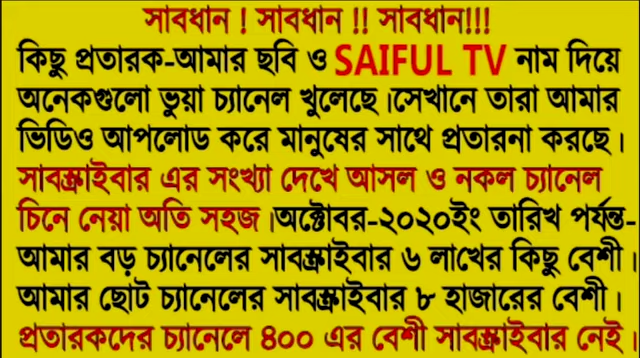 সাবধান ! সাবধান !! সাবধান!!!
কিছু প্রতারক-আমার ছবি ও SAIFUL TV নাম দিয়ে
অনেকগুলো ভুয়া চ্যানেল খুলেছে।সেখানে তারা আমার
ভিডিও আপলোড করে মানুষের সাথে প্রতারনা করছে।
সাবস্ক্রাইবার এর সংখ্যা দেখে আসল ও নকল চ্যানেল
চিনে নেয়া অতি সহজ।অক্টোবর-২০২০ইং তারিখ পর্যন্ত-
আমার বড় চ্যানেলের সাবস্ক্রাইবার ৬ লাখের কিছু বেশী।
আমার ছোট চ্যানেলের সাবস্ক্রাইবার ৮ হাজারের বেশী।
প্রতারকদের চ্যানেলে ৪০০ এর বেশী সাবস্ক্রাইবার নেই।